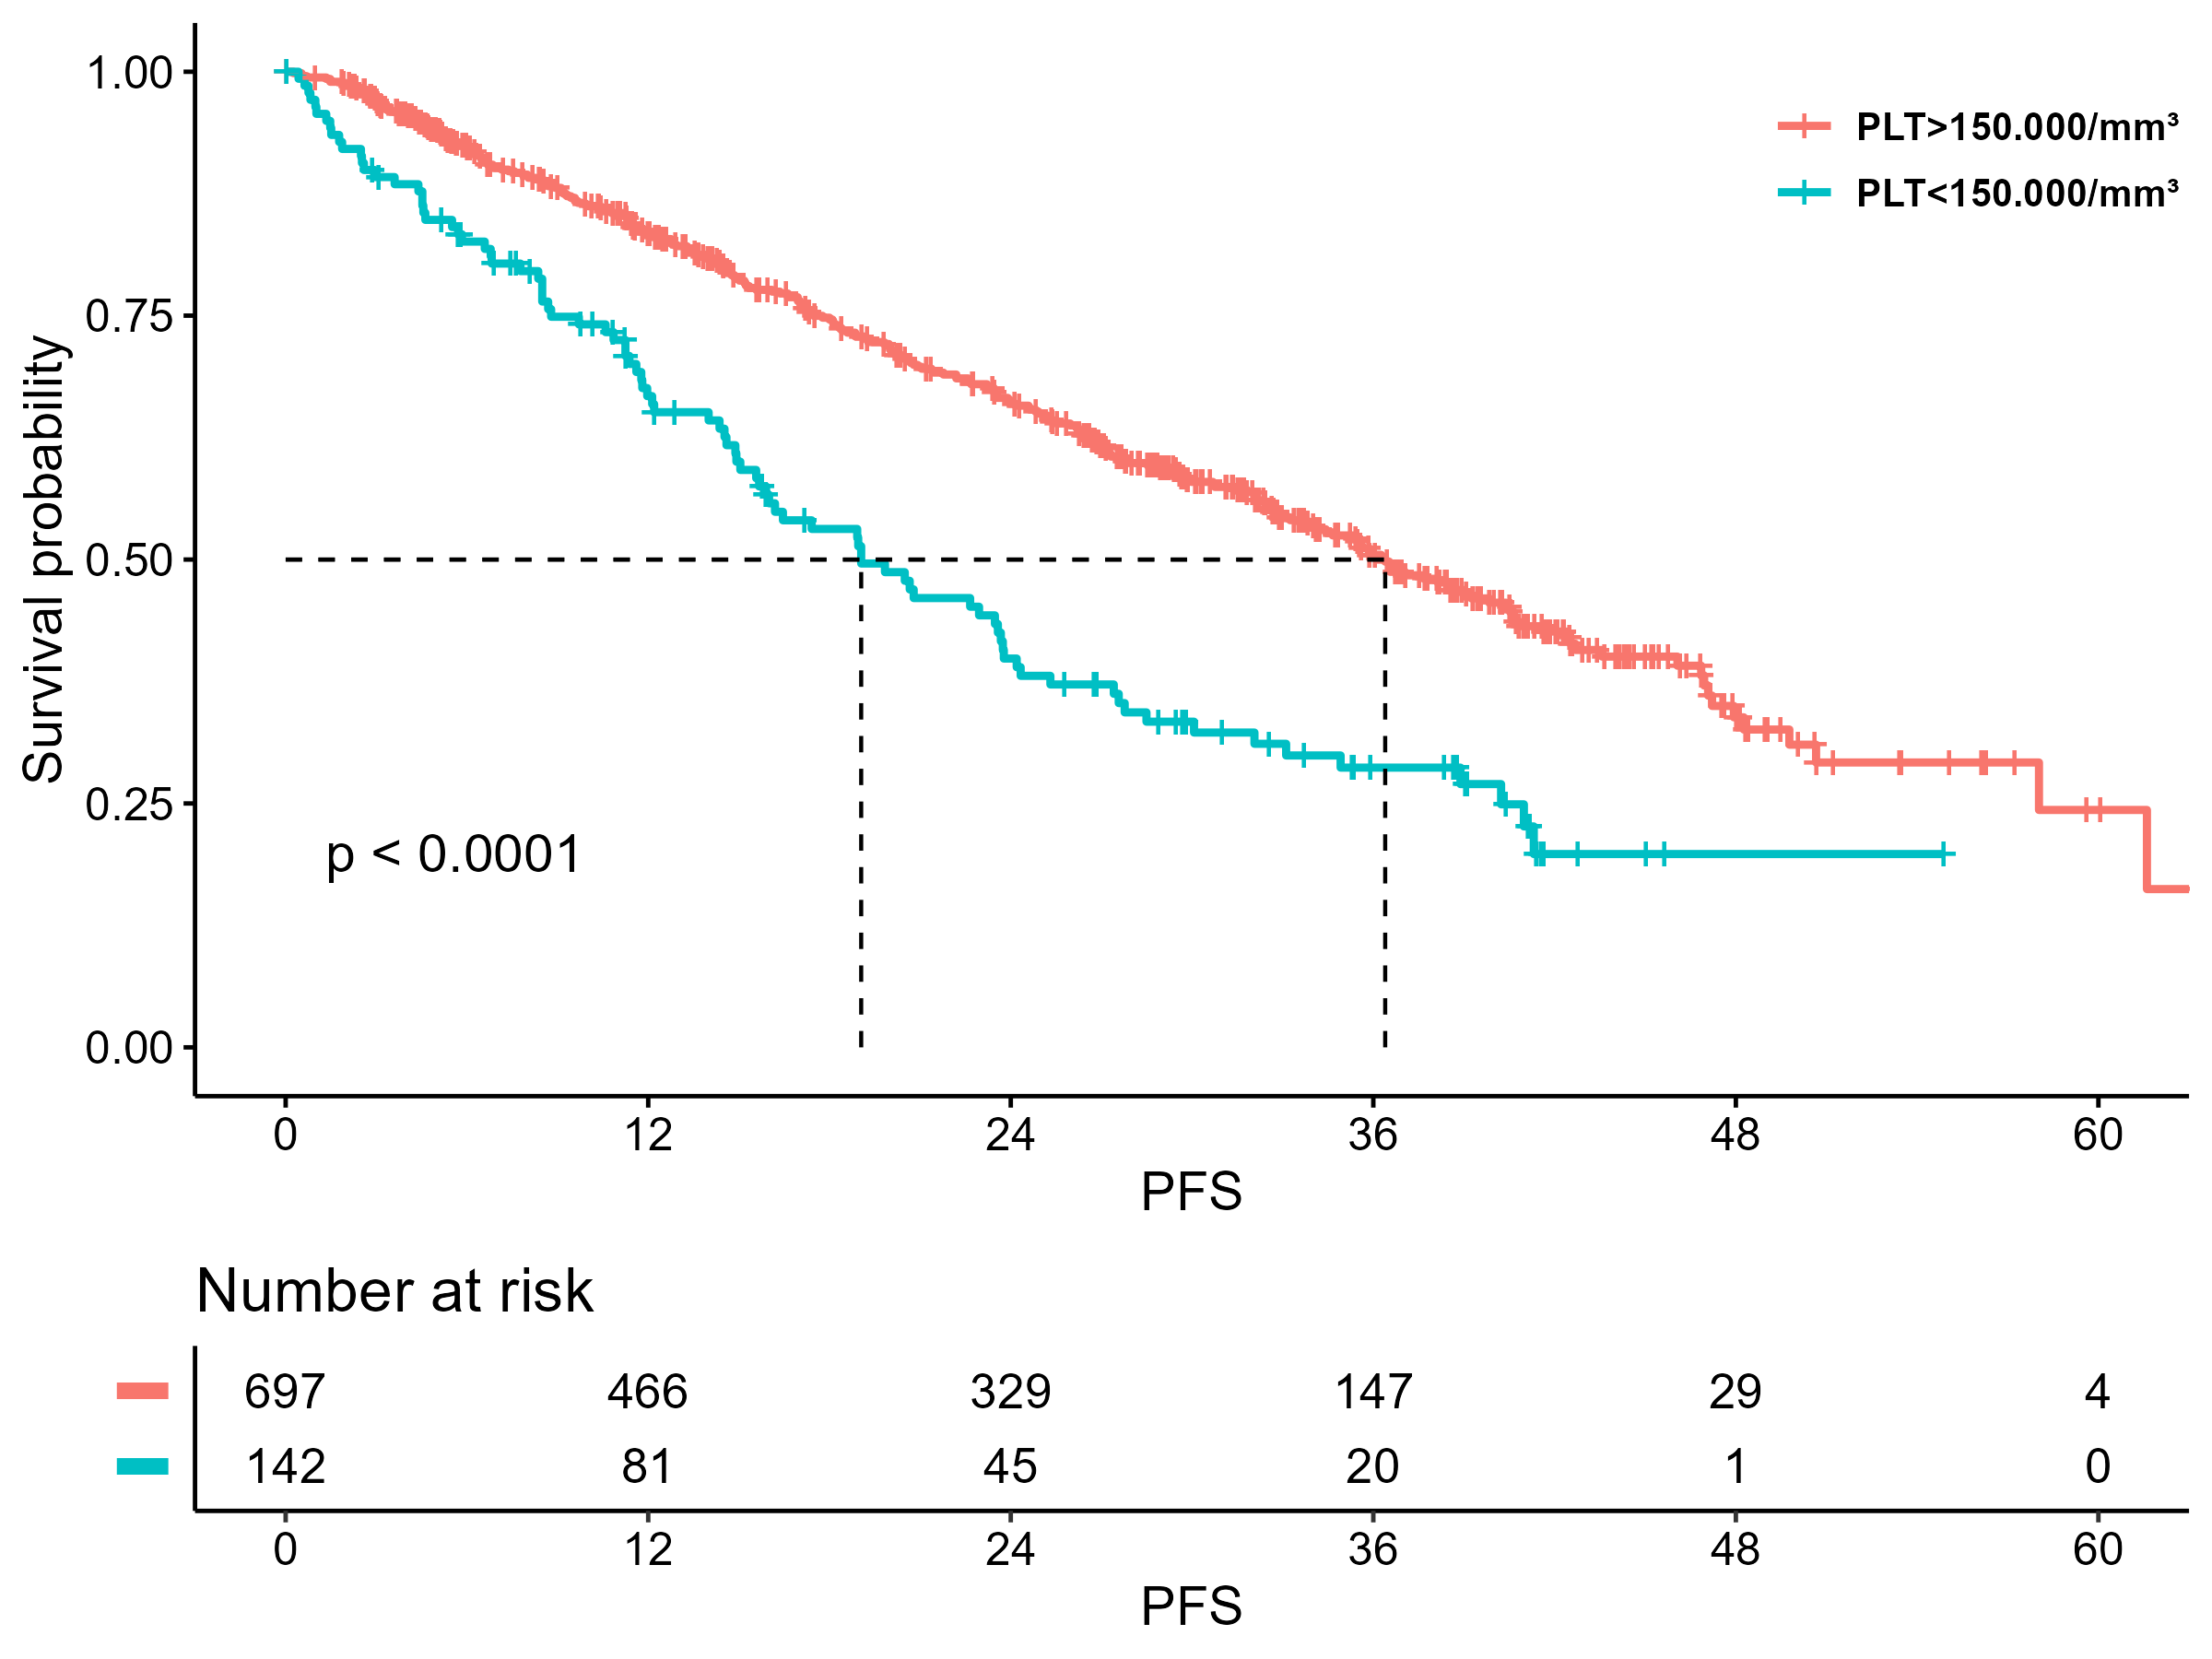 Survival probability
1.00
0.75
0.50
0.25
0.00
PLT>150.000/mm³
PLT<150.000/mm³
p < 0.0001
0 12 24 36 48 60
PFS
Number at risk
697 466 329 147 29 4
142 81 45 20 1 0
0 12 24 36 48 60
PFS